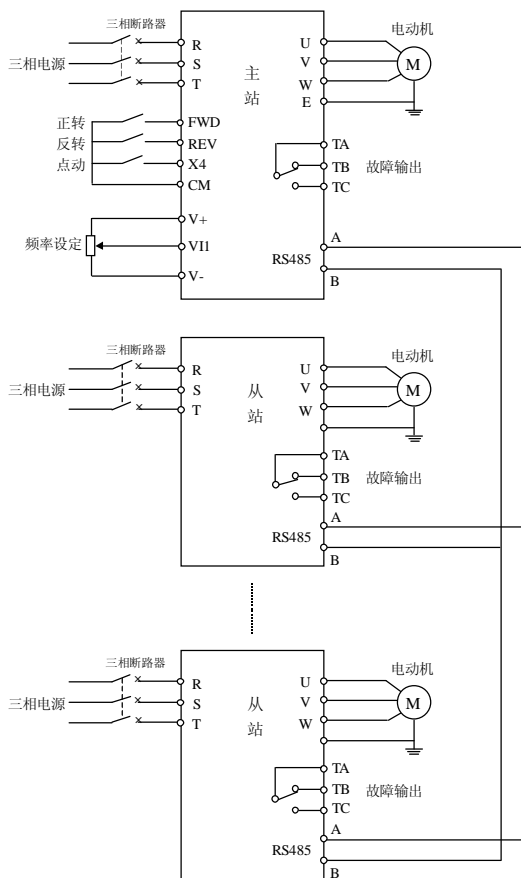 三相断路器
三相电源
R
S
T
主站
U
V
W
E
电动机
M
正转
反转
点动
FWD
REV
X4
CM
TA
TB
TC
故障输出
频率设定
V+
VI1
V-
RS485
A
B
三相断路器
三相电源
R
S
T
从站
U
V
W
电动机
M
TA
TB
TC
故障输出
RS485
A
B
三相断路器
三相电源
R
S
T
从站
U
V
W
电动机
M
TA
TB
TC
故障输出
RS485
A
B